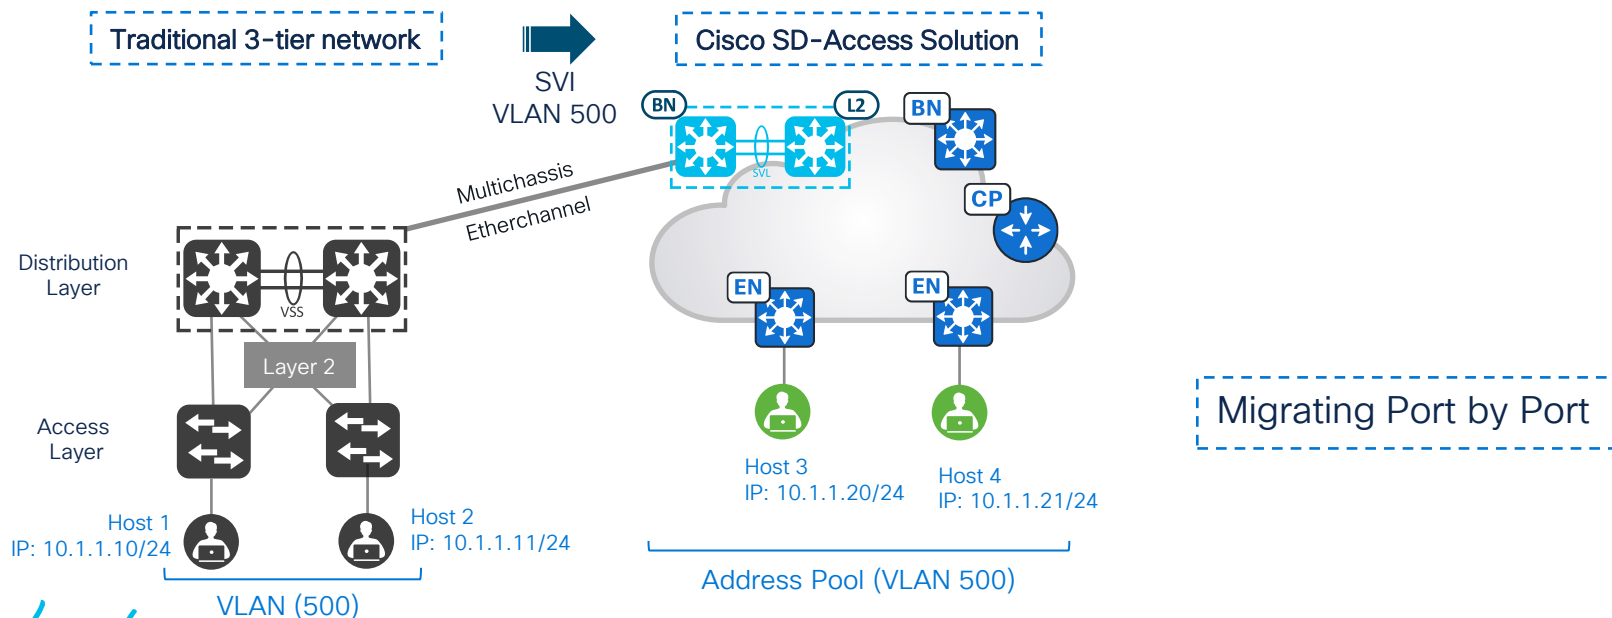 Traditional 3-tier network
SVI
VLAN 500
Cisco SD-Access Solution
BN
L2
SVL
BN
CP
Multichassis
Etherchannel
Distribution
Layer
VSS
Layer 2
EN
EN
Access
Layer
Host 1
IP: 10.1.1.10/24
Host 2
IP: 10.1.1.11/24
VLAN (500)
Host 3
IP: 10.1.1.20/24
Host 4
IP: 10.1.1.21/24
Address Pool (VLAN 500)
Migrating Port by Port